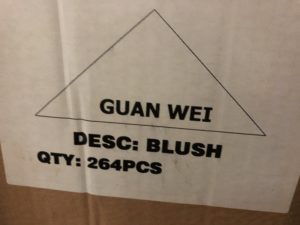 GUAN WEI
DESC: BLUSH
QTY: 264PCS